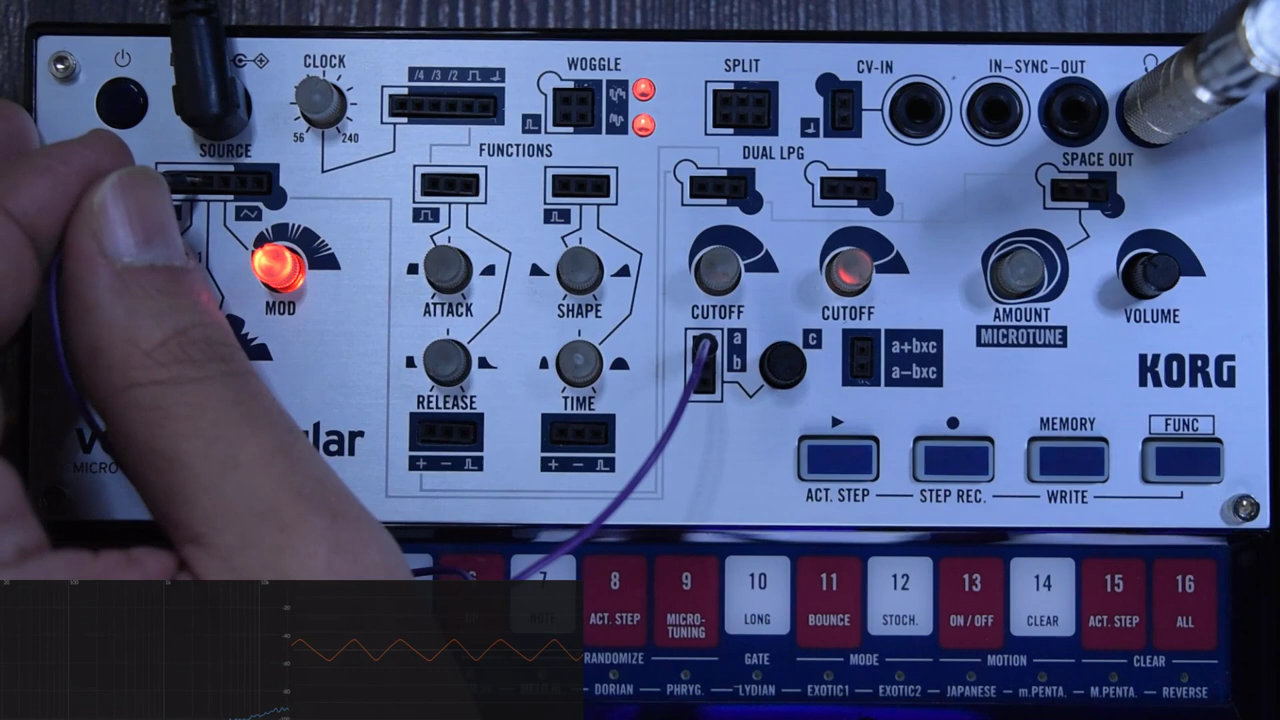 CLOCK
56
240
/4 /3 /2
WOGGLE
SPLIT
CV-IN
IN-SYNC-OUT
SOURCE
FUNCTIONS
DUAL LPG
SPACE OUT
MOD
ATTACK
SHAPE
CUTOFF
CUTOFF
AMOUNT
MICROTUNE
VOLUME
a
b
c
a+bxc
a-bxc
KORG
RELEASE
TIME
+ -
+ -
lar
MICRO
ACT. STEP
STEP REC.
MEMORY
WRITE
FUNC
7
8
ACT. STEP
9
MICRO-
TUNING
10
LONG
11
BOUNCE
12
STOCH.
13
ON / OFF
14
CLEAR
15
ACT. STEP
16
ALL
RANDOMIZE
GATE
MODE
MOTION
CLEAR
DORIAN
PHRYG.
LYDIAN
EXOTIC1
EXOTIC2
JAPANESE
m.PENTA.
M.PENTA.
REVERSE